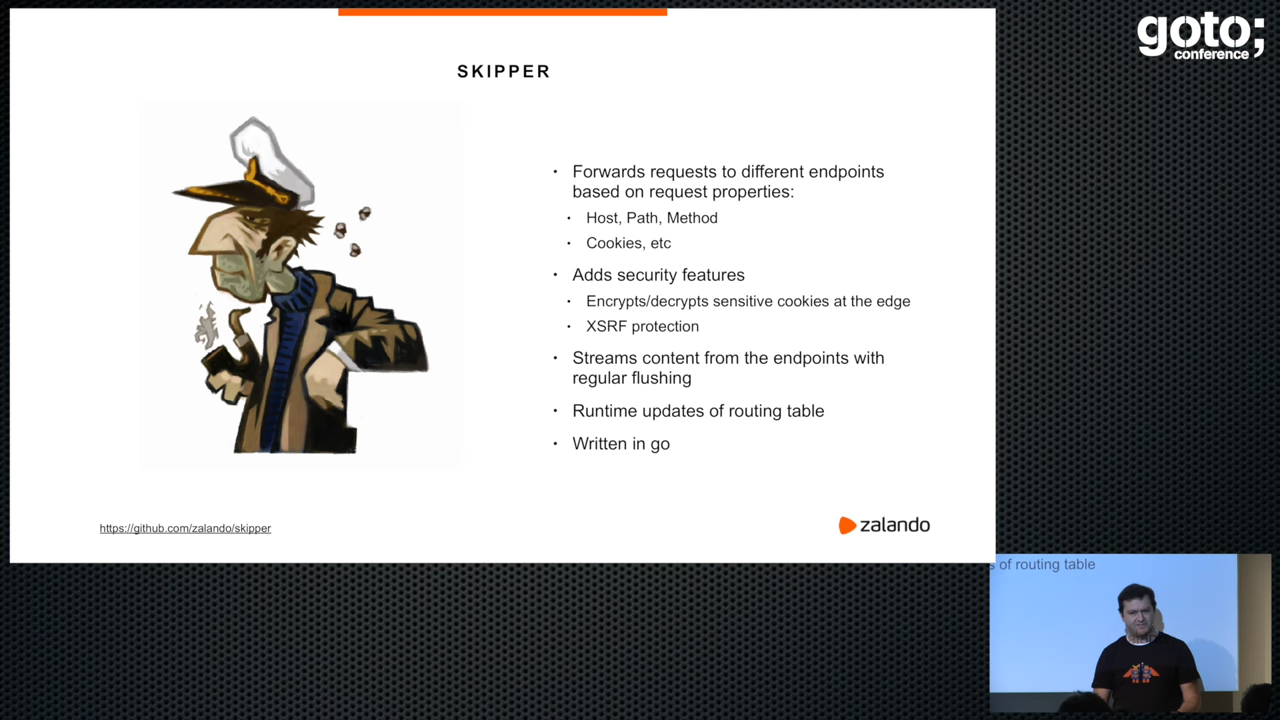 goto;
conference
SKIPPER
• Forwards requests to different endpoints
based on request properties:
• Host, Path, Method
• Cookies, etc
• Adds security features
• Encrypts/decrypts sensitive cookies at the edge
• XSRF protection
• Streams content from the endpoints with
regular flushing
• Runtime updates of routing table
• Written in go
https://github.com/zalando/skipper
zalando
s of routing table